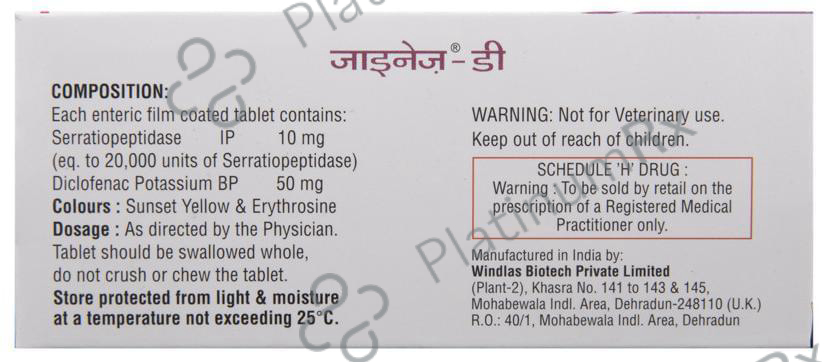 जाइनेज़®-डी
COMPOSITION:
Each enteric film coated tablet contains:
Serratiopeptidase IP 10 mg
(eq. to 20,000 units of Serratiopeptidase)
Diclofenac Potassium BP 50 mg
Colours : Sunset Yellow & Erythrosine
Dosage : As directed by the Physician.
Tablet should be swallowed whole,
do not crush or chew the tablet.
Store protected from light & moisture
at a temperature not exceeding 25°C.
WARNING: Not for Veterinary use.
Keep out of reach of children.
SCHEDULE 'H' DRUG :
Warning : To be sold by retail on the
prescription of a Registered Medical
Practitioner only.
Manufactured in India by:
Windlas Biotech Private Limited
(Plant-2), Khasra No. 141 to 143 & 145,
Mohabewala Indl. Area, Dehradun-248110 (U.K.)
R.O.: 40/1, Mohabewala Indl. Area, Dehradun
PlatinumRx